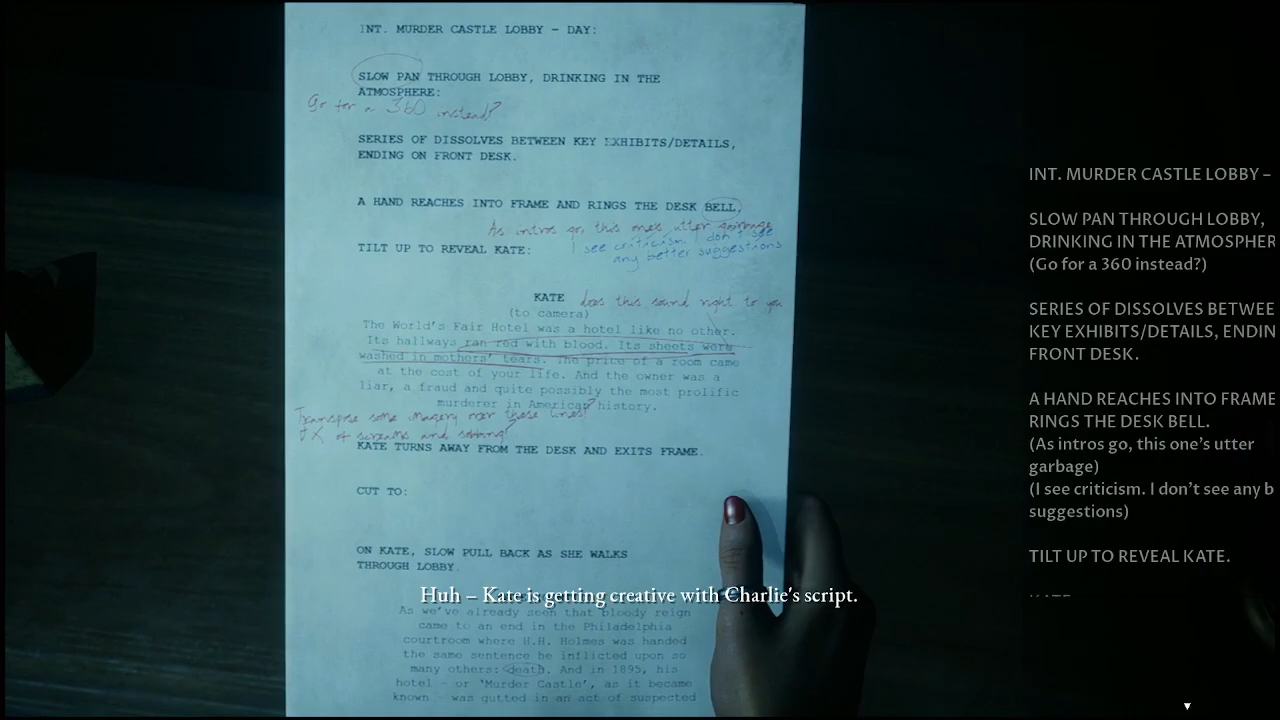 INT. MURDER CASTLE LOBBY – DAY:
SLOW PAN THROUGH LOBBY, DRINKING IN THE
ATMOSPHERE:
Go for a 360 instead?
SERIES OF DISSOLVES BETWEEN KEY EXHIBITS/DETAILS,
ENDING ON FRONT DESK.
A HAND REACHES INTO FRAME AND RINGS THE DESK BELL.
As intros go, this one's utter garbage
I see criticism. I don't see
any better suggestions
TILT UP TO REVEAL KATE:
KATE
does this sound right to you
(to camera)
The World's Fair Hotel was a hotel like no other.
Its hallways ran red with blood. Its sheets were
washed in mothers' tears. The price of a room came
at the cost of your life. And the owner was a
liar, a fraud and quite possibly the most prolific
murderer in American history.
Transpose some imagery over these lines?
FX of screams and sobbing?
KATE TURNS AWAY FROM THE DESK AND EXITS FRAME.
CUT TO:
ON KATE, SLOW PULL BACK AS SHE WALKS
THROUGH LOBBY.
Huh – Kate is getting creative with Charlie's script.
As we've already seen that bloody reign
came to an end in the Philadelphia
courtroom where H.H. Holmes was handed
the same sentence he inflicted upon so
many others: death. And in 1895, his
hotel – or 'Murder Castle', as it became
known – was gutted in an act of suspected
INT. MURDER CASTLE LOBBY –
SLOW PAN THROUGH LOBBY,
DRINKING IN THE ATMOSPHER
(Go for a 360 instead?)
SERIES OF DISSOLVES BETWEE
KEY EXHIBITS/DETAILS, ENDIN
FRONT DESK.
A HAND REACHES INTO FRAME
RINGS THE DESK BELL.
(As intros go, this one's utter
garbage)
(I see criticism. I don't see any b
suggestions)
TILT UP TO REVEAL KATE.